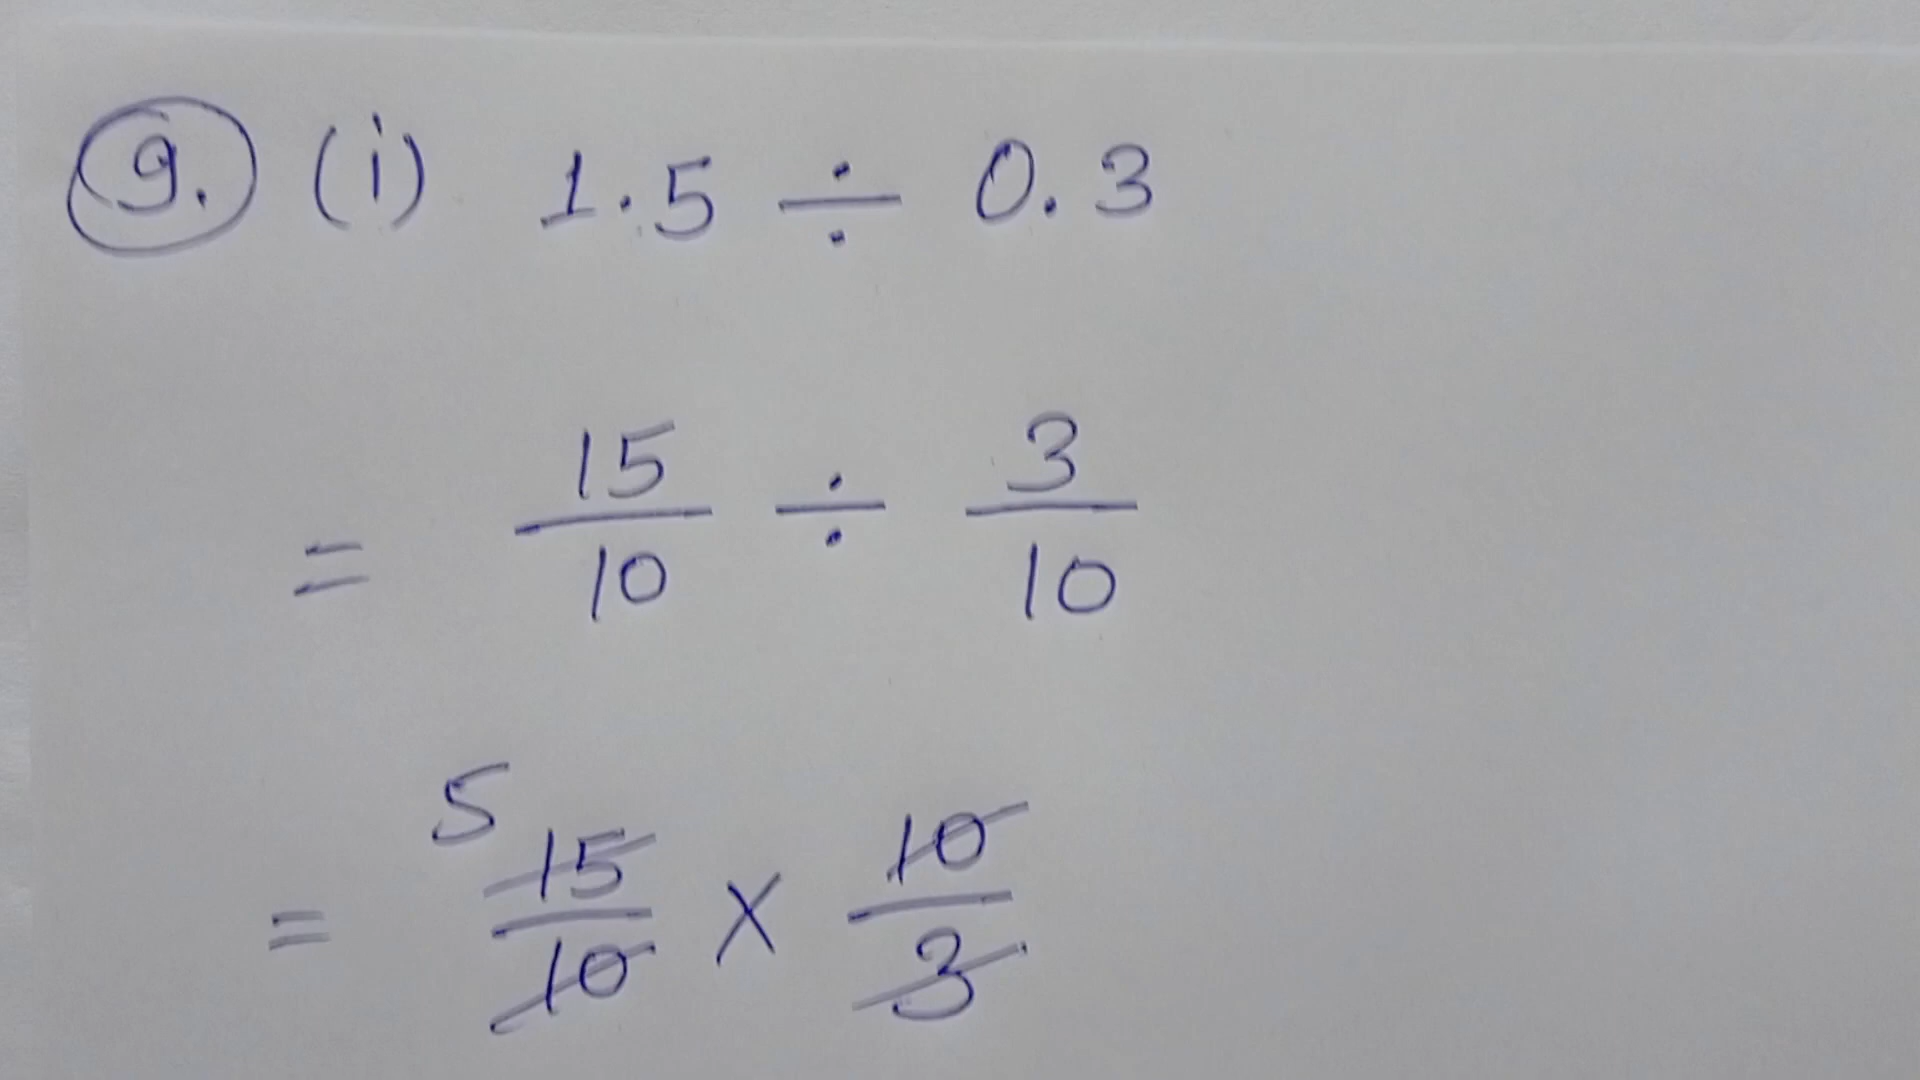 9. (i) 1.5 ÷ 0.3
= 15/10 ÷ 3/10
5
= 15/10 × 10/3